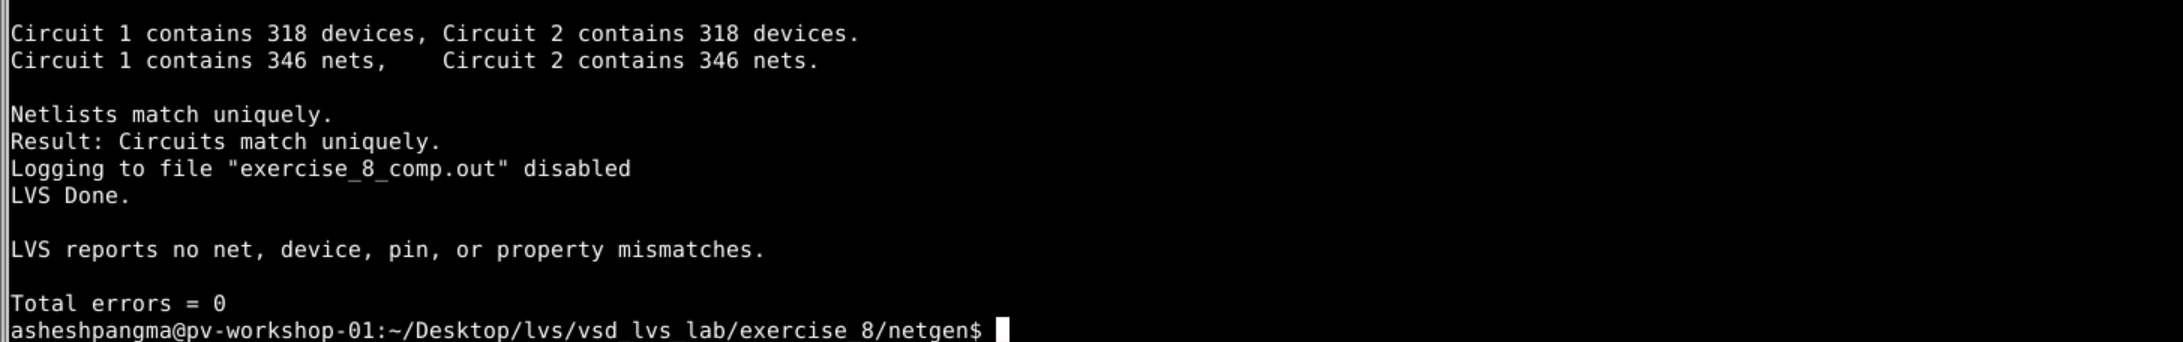 Circuit 1 contains 318 devices, Circuit 2 contains 318 devices.
Circuit 1 contains 346 nets,    Circuit 2 contains 346 nets.
Netlists match uniquely.
Result: Circuits match uniquely.
Logging to file "exercise_8_comp.out" disabled
LVS Done.
LVS reports no net, device, pin, or property mismatches.
Total errors = 0
asheshpangma@pv-workshop-01:~/Desktop/lvs/vsd_lvs_lab/exercise_8/netgen$